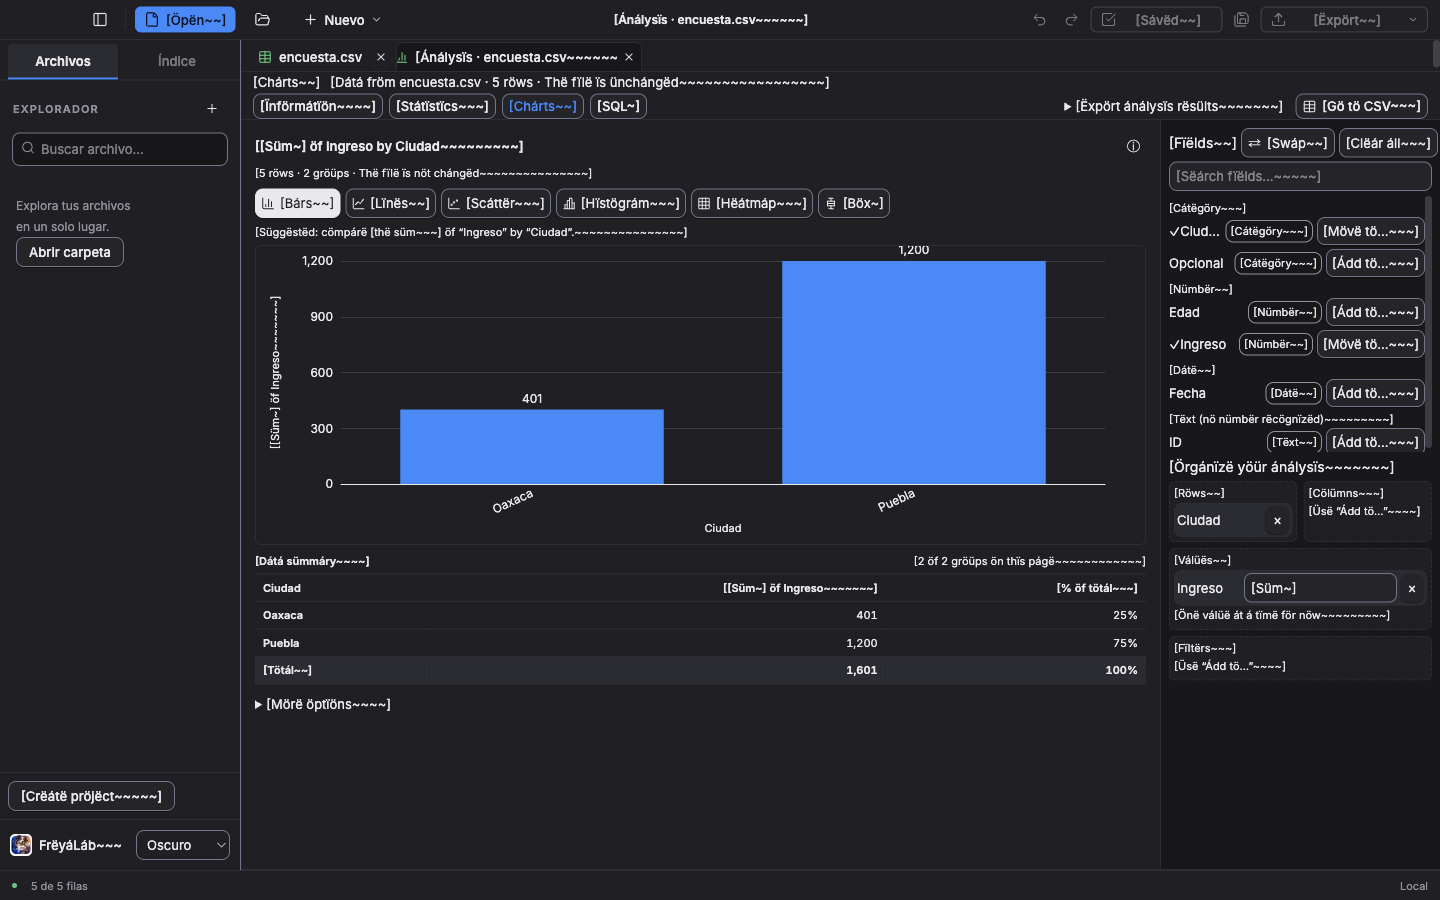 [Öpën~~]
Nuevo
[Ánálysïs · encuesta.csv~~~~~~]
[Sávëd~~]
[Ëxpört~~]
Archivos
Índice
encuesta.csv ×
[Ánálysïs · encuesta.csv~~~~~~ ×
[Chárts~~] [Dátá fröm encuesta.csv · 5 röws · Thë fïlë ïs ünchángëd~~~~~~~~~~~~~~~~~]
[Ïnförmátïön~~~~] [Státïstïcs~~~] [Chárts~~] [SQL~]
▶ [Ëxpört ánálysïs rësülts~~~~~~~] [Gö tö CSV~~~]
EXPLORADOR +
Buscar archivo...
Explora tus archivos
en un solo lugar.
Abrir carpeta
[Crëátë pröjëct~~~~~]
FrëyáLáb~~~ Oscuro
[[Süm~] öf Ingreso by Ciudad~~~~~~~~~]
[5 röws · 2 gröüps · Thë fïlë ïs nöt chángëd~~~~~~~~~~~~~~~]
[Bárs~~] [Lïnës~~] [Scáttër~~~] [Hïstögrám~~~] [Hëátmáp~~~] [Böx~]
[Süggëstëd: cömpárë [thë süm~~~] öf “Ingreso” by “Ciudad”.~~~~~~~~~~~~~~~]
1,200
1,200
900
600
401
300
0
[[Süm~] öf Ingreso~~~~~~~]
Oaxaca
Puebla
Ciudad
[Dátá sümmáry~~~~] [2 öf 2 gröüps ön thïs págë~~~~~~~~~~~~]
Ciudad [[Süm~] öf Ingreso~~~~~~~] [% öf tötál~~~]
Oaxaca 401 25%
Puebla 1,200 75%
[Tötál~~] 1,601 100%
▶ [Mörë öptïöns~~~~]
[Fïëlds~~] [Swáp~~] [Clëár áll~~~]
[Sëárch fïëlds...~~~~~]
[Cátëgöry~~~]
✓Ciud... [Cátëgöry~~~] [Mövë tö...~~~]
Opcional [Cátëgöry~~~] [Ádd tö...~~~]
[Nümbër~~]
Edad [Nümbër~~] [Ádd tö...~~~]
✓Ingreso [Nümbër~~] [Mövë tö...~~~]
[Dátë~~]
Fecha [Dátë~~] [Ádd tö...~~~]
[Tëxt (nö nümbër rëcögnïzëd)~~~~~~~~~]
ID [Tëxt~~] [Ádd tö...~~~]
[Örgánïzë yöür ánálysïs~~~~~~~]
[Röws~~]
Ciudad ×
[Cölümns~~~]
[Üsë “Ádd tö...”~~~~]
[Válüës~~]
Ingreso [Süm~] ×
[Önë válüë át á tïmë för nöw~~~~~~~~~]
[Fïltërs~~~]
[Üsë “Ádd tö...”~~~~]
5 de 5 filas
Local